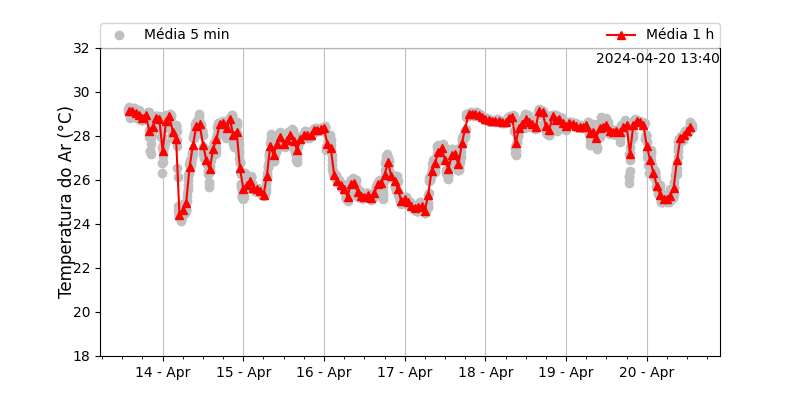 Média 5 min
Média 1 h
2024-04-20 13:40
Temperatura do Ar (°C)
32
30
28
26
24
22
20
18
14 - Apr
15 - Apr
16 - Apr
17 - Apr
18 - Apr
19 - Apr
20 - Apr